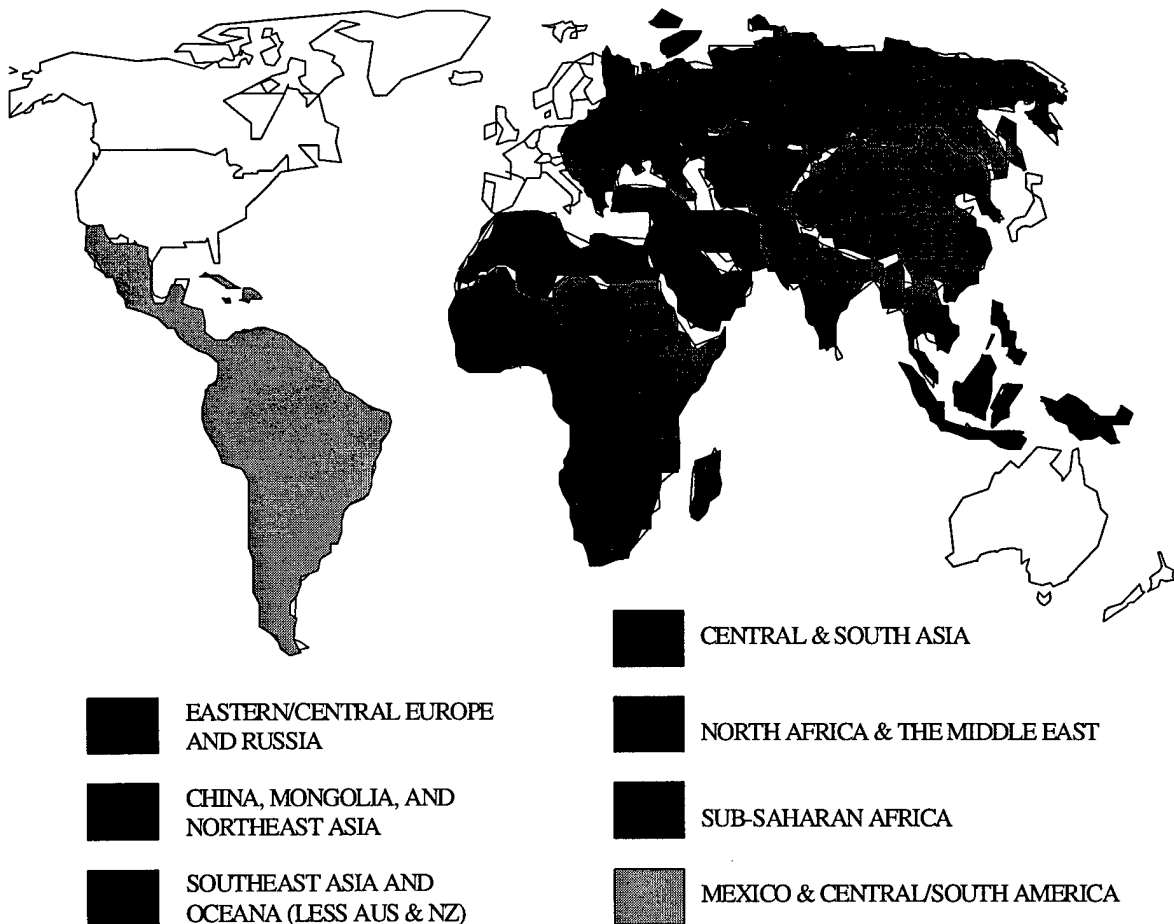 CENTRAL & SOUTH ASIA
EASTERN/CENTRAL EUROPE
AND RUSSIA
NORTH AFRICA & THE MIDDLE EAST
CHINA, MONGOLIA, AND
NORTHEAST ASIA
SUB-SAHARAN AFRICA
SOUTHEAST ASIA AND
OCEANA (LESS AUS & NZ)
MEXICO & CENTRAL/SOUTH AMERICA